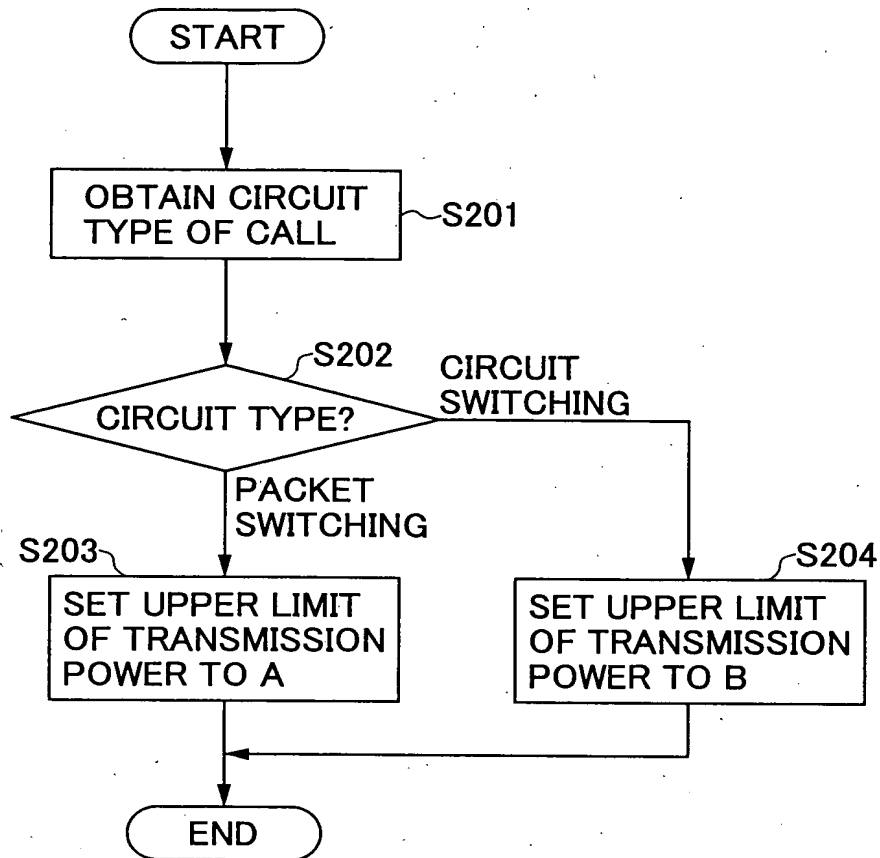 START
OBTAIN CIRCUIT
TYPE OF CALL
S201
S202
CIRCUIT TYPE?
CIRCUIT
SWITCHING
PACKET
SWITCHING
S203
SET UPPER LIMIT
OF TRANSMISSION
POWER TO A
S204
SET UPPER LIMIT
OF TRANSMISSION
POWER TO B
END